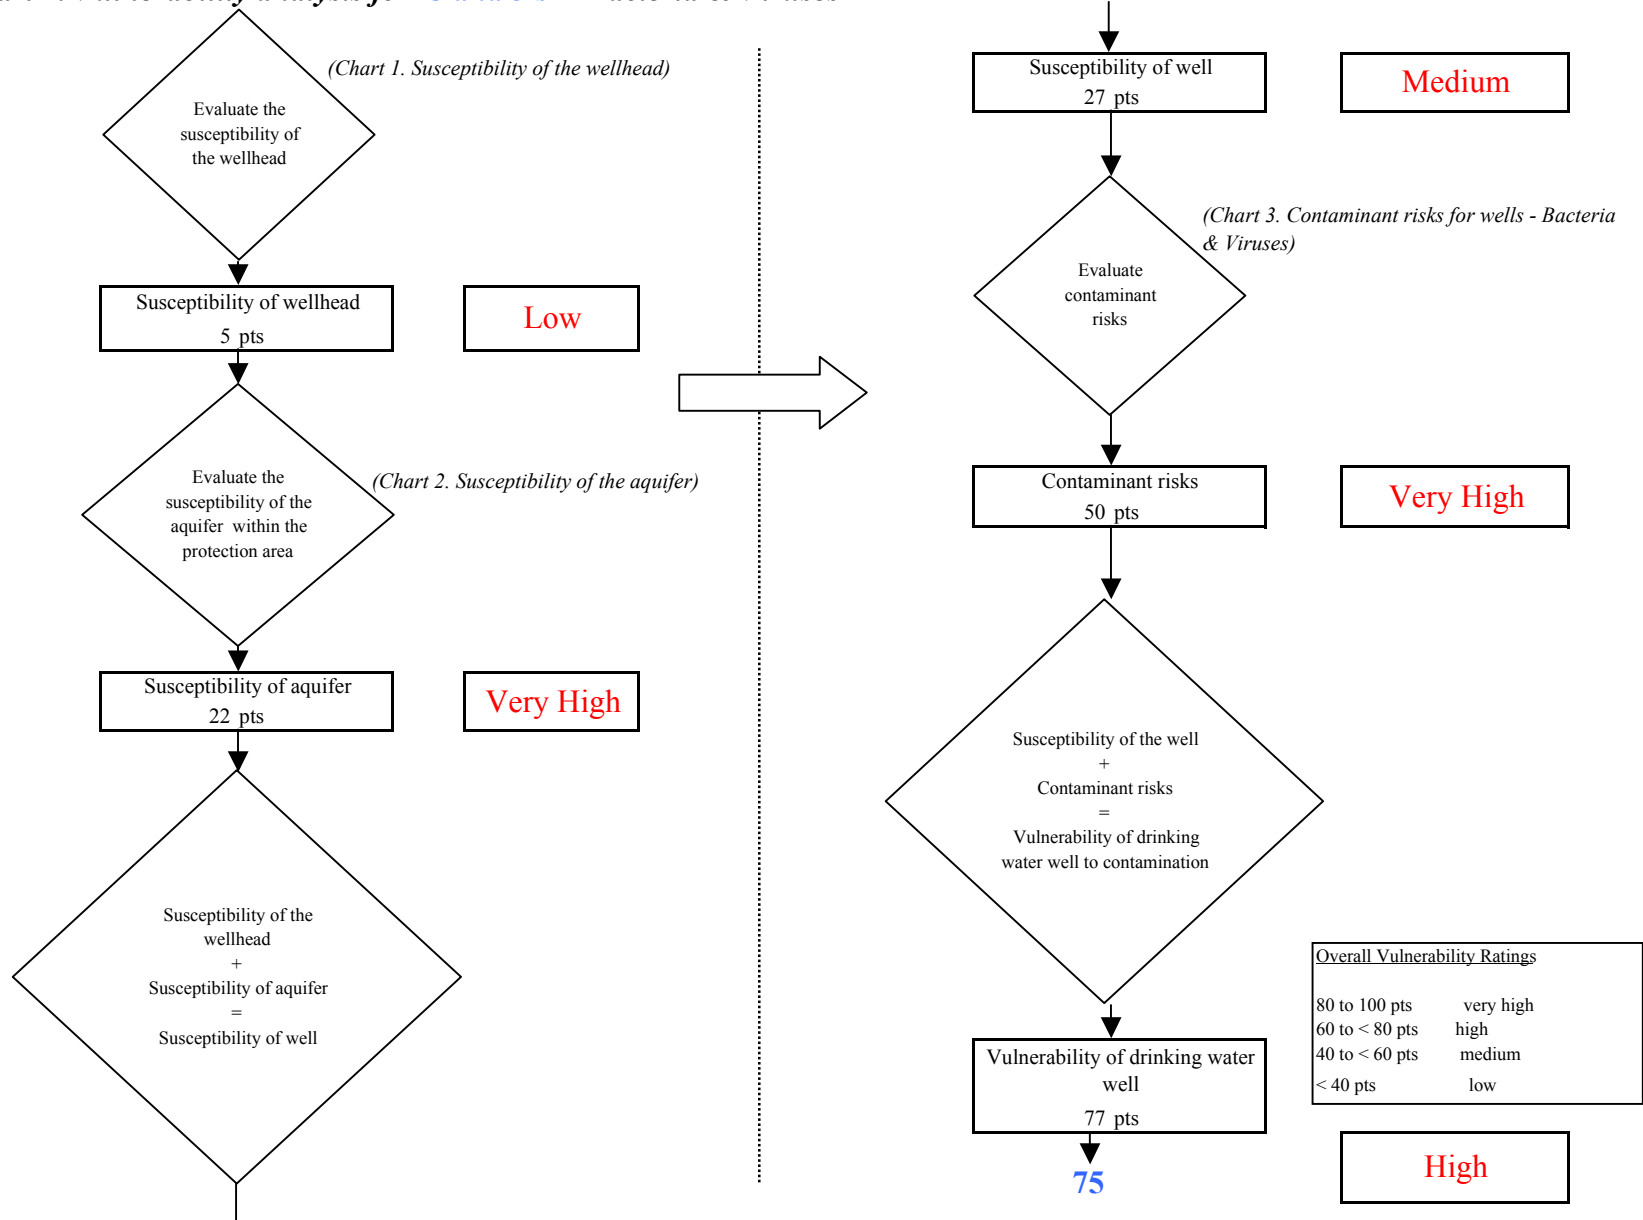 (Chart 1. Susceptibility of the wellhead)
Evaluate the
susceptibility of
the wellhead
Susceptibility of wellhead
5 pts
Low
Evaluate the
susceptibility of the
aquifer within the
protection area
(Chart 2. Susceptibility of the aquifer)
Susceptibility of aquifer
22 pts
Very High
Susceptibility of the
wellhead
+
Susceptibility of aquifer
=
Susceptibility of well
Susceptibility of well
27 pts
Medium
(Chart 3. Contaminant risks for wells - Bacteria
& Viruses)
Evaluate
contaminant
risks
Contaminant risks
50 pts
Very High
Susceptibility of the well
+
Contaminant risks
=
Vulnerability of drinking
water well to contamination
Overall Vulnerability Ratings
80 to 100 pts very high
60 to < 80 pts high
40 to < 60 pts medium
< 40 pts low
Vulnerability of drinking water
well
77 pts
75
High